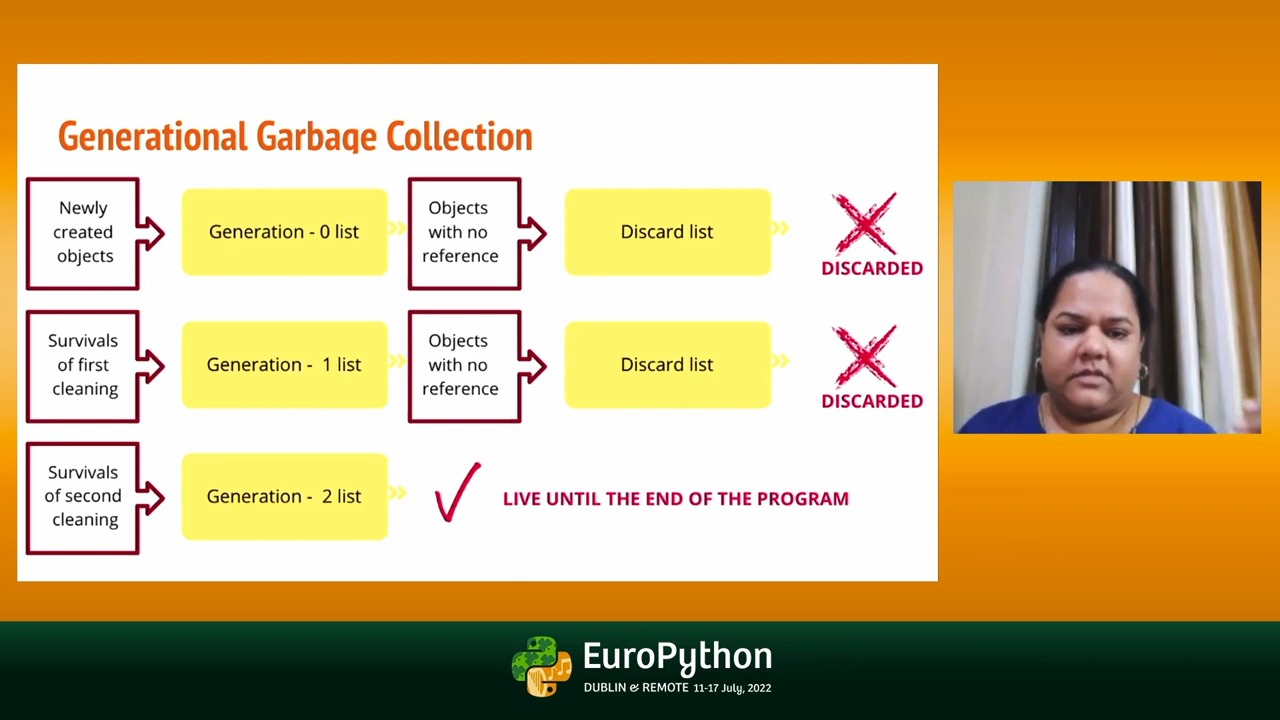 Generational Garbage Collection
Newly
created
objects
Generation - 0 list
Objects
with no
reference
Discard list
DISCARDED
Survivals
of first
cleaning
Generation - 1 list
Objects
with no
reference
Discard list
DISCARDED
Survivals
of second
cleaning
Generation - 2 list
LIVE UNTIL THE END OF THE PROGRAM
EuroPython
DUBLIN & REMOTE 11-17 July, 2022